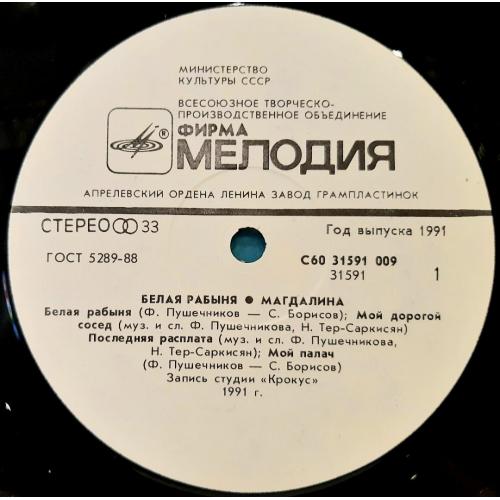 МИНИСТЕРСТВО
КУЛЬТУРЫ СССР
ВСЕСОЮЗНОЕ ТВОРЧЕСКО-
ПРОИЗВОДСТВЕННОЕ ОБЪЕДИНЕНИЕ
ФИРМА
® МЕЛОДИЯ
АПРЕЛЕВСКИЙ ОРДЕНА ЛЕНИНА ЗАВОД ГРАМПЛАСТИНОК
СТЕРЕО 33 Год выпуска 1991
ГОСТ 5289-88 С60 31591 009
31591 1
БЕЛАЯ РАБЫНЯ ● МАГДАЛИНА
Белая рабыня (Ф. Пушечников — С. Борисов); Мой дорогой
сосед (муз. и сл. Ф. Пушечникова, Н. Тер-Саркисян)
Последняя расплата (муз. и сл. Ф. Пушечникова,
Н. Тер-Саркисян); Мой палач
(Ф. Пушечников — С. Борисов)
Запись студии «Крокус»
1991 г.